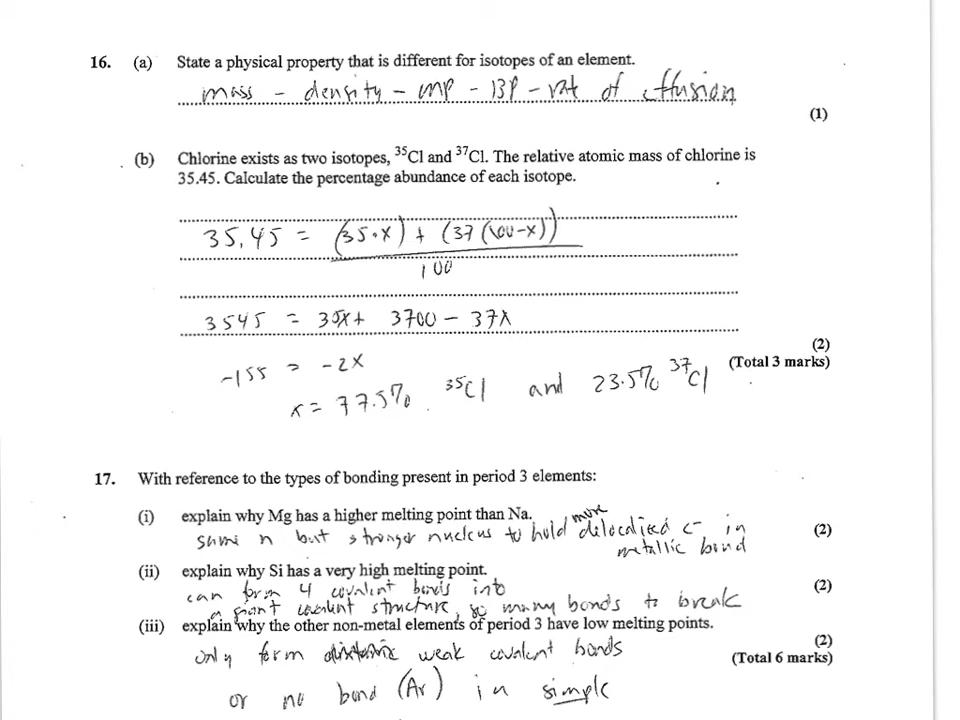 16. (a) State a physical property that is different for isotopes of an element.
mass - density - mp - BP - rat of effusion
(1)
(b) Chlorine exists as two isotopes, ³⁵Cl and ³⁷Cl. The relative atomic mass of chlorine is
35.45. Calculate the percentage abundance of each isotope.
35.45 = (35·x) + (37 (100-x))
100
3545 = 35x + 3700 - 37x
(2)
(Total 3 marks)
-155 = -2x
x = 77.5% ³⁵Cl and 23.5% ³⁷Cl
17. With reference to the types of bonding present in period 3 elements:
(i) explain why Mg has a higher melting point than Na.
same n but stronger nucleus to hold more delocalized e- in
metallic bond
(2)
(ii) explain why Si has a very high melting point.
can form 4 covalent bonds into
a giant covalent structure, so many bonds to break
(2)
(iii) explain why the other non-metal elements of period 3 have low melting points.
only form weak covalent bonds
(2)
(Total 6 marks)
or no bond (Ar) in simple